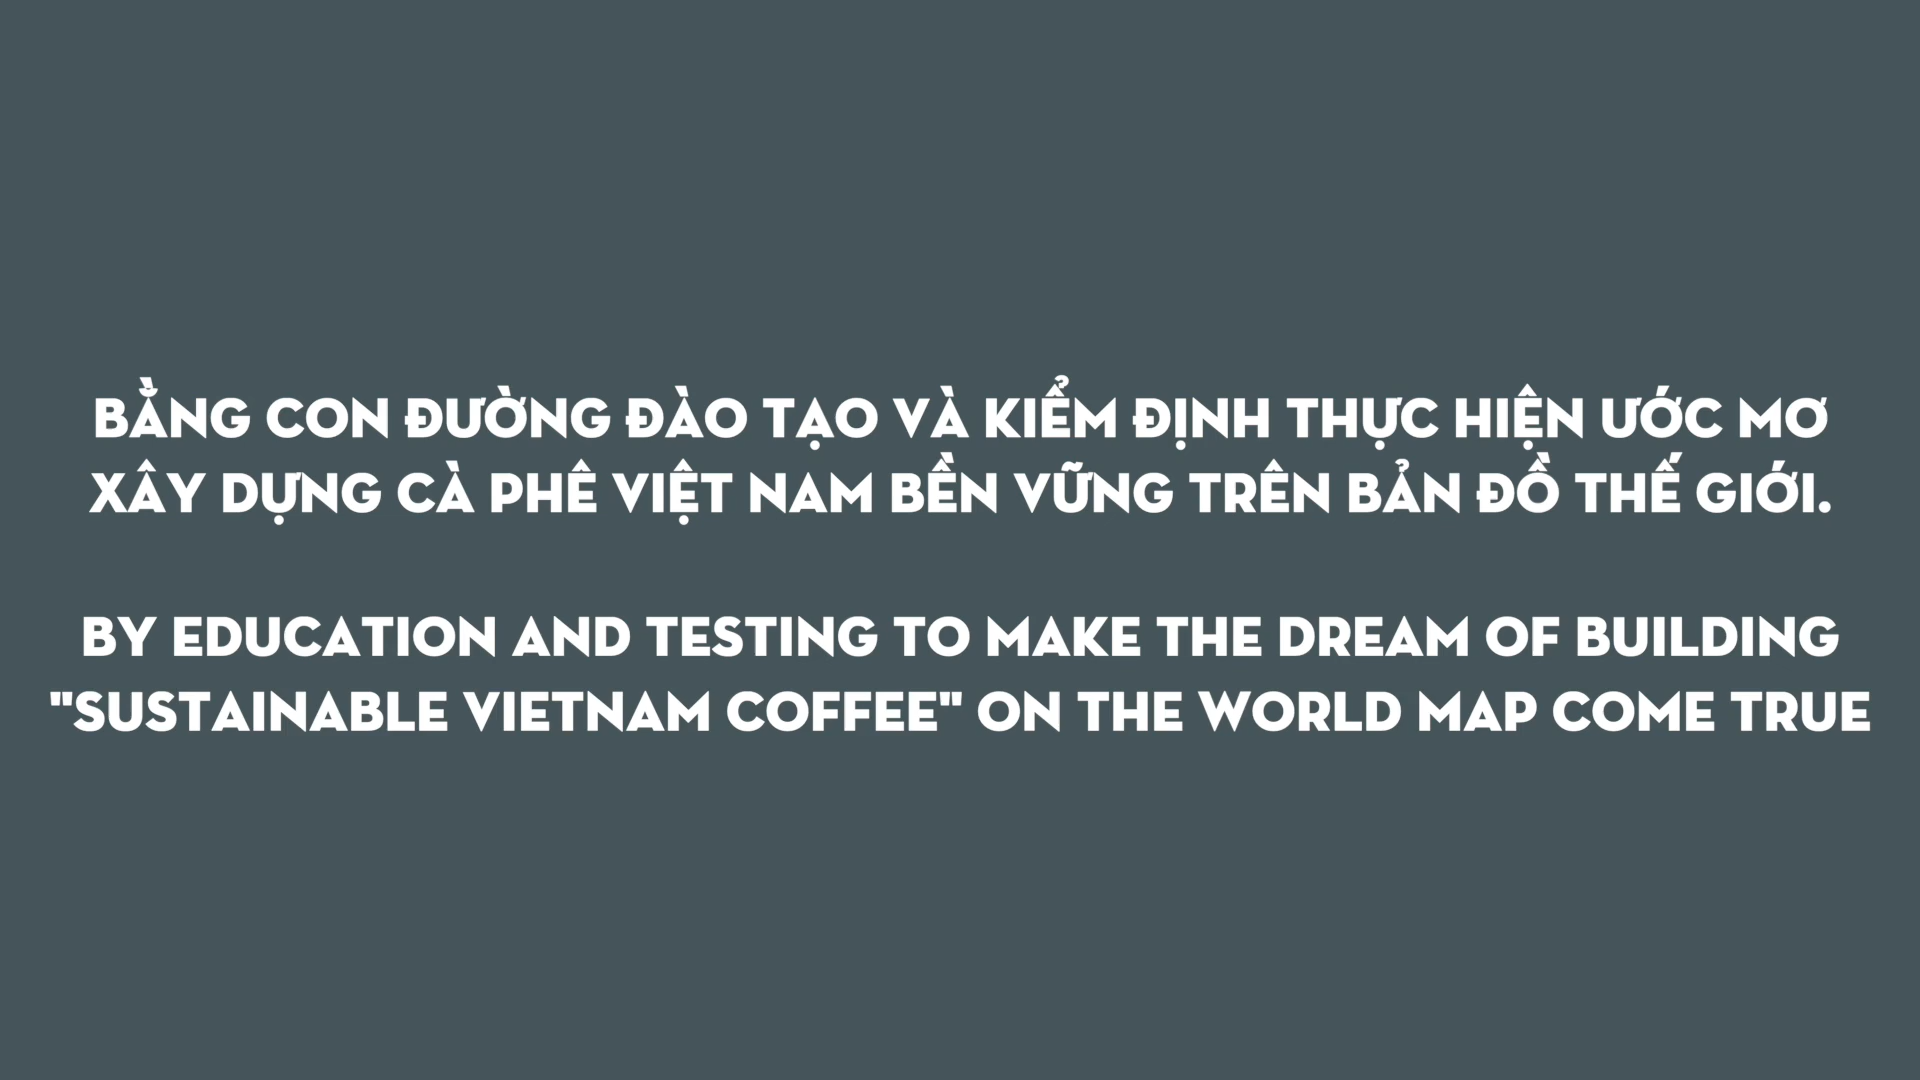 BẰNG CON ĐƯỜNG ĐÀO TẠO VÀ KIỂM ĐỊNH THỰC HIỆN ƯỚC MƠ
XÂY DỰNG CÀ PHÊ VIỆT NAM BỀN VỮNG TRÊN BẢN ĐỒ THẾ GIỚI.
BY EDUCATION AND TESTING TO MAKE THE DREAM OF BUILDING
"SUSTAINABLE VIETNAM COFFEE" ON THE WORLD MAP COME TRUE